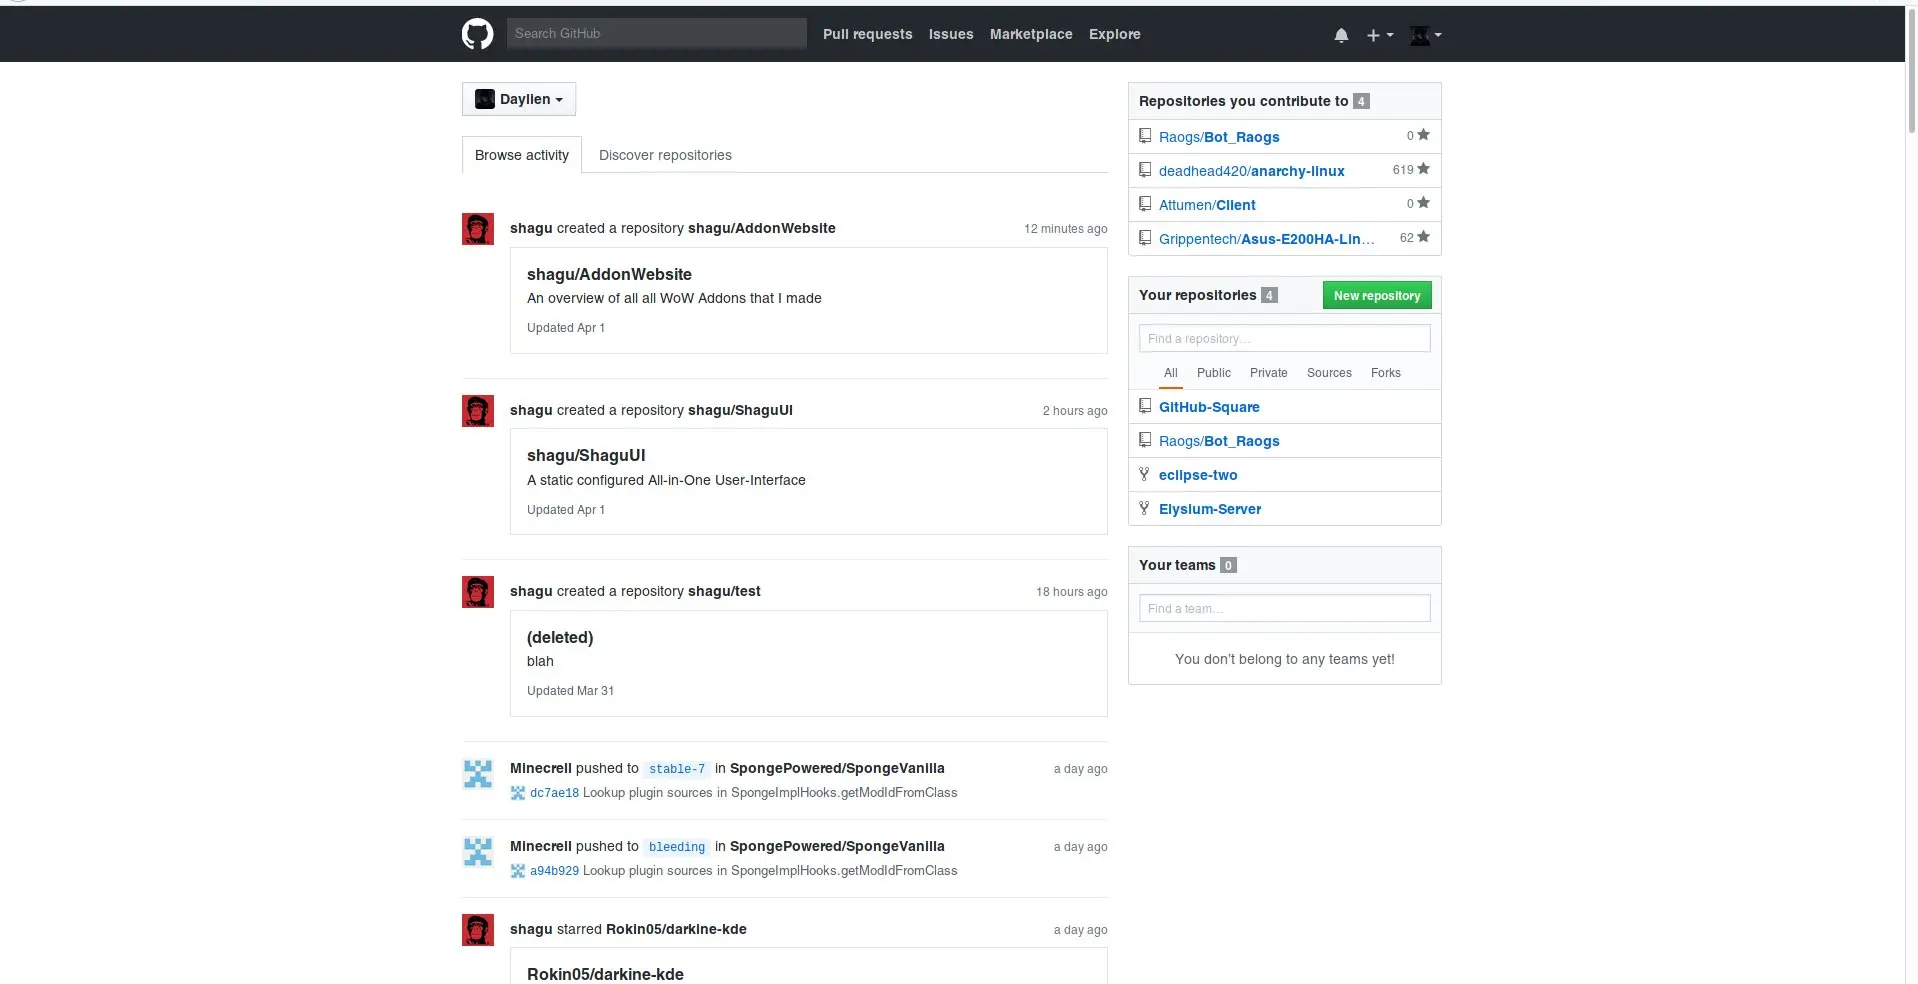 Search GitHub
Pull requests
Issues
Marketplace
Explore
Dayllen
Browse activity
Discover repositories
shagu created a repository shagu/AddonWebsite
12 minutes ago
shagu/AddonWebsite
An overview of all all WoW Addons that I made
Updated Apr 1
shagu created a repository shagu/ShaguUI
2 hours ago
shagu/ShaguUI
A static configured All-in-One User-Interface
Updated Apr 1
shagu created a repository shagu/test
18 hours ago
(deleted)
blah
Updated Mar 31
Minecrell pushed to stable-7 in SpongePowered/SpongeVanilla
a day ago
dc7ae18 Lookup plugin sources in SpongeImplHooks.getModIdFromClass
Minecrell pushed to bleeding in SpongePowered/SpongeVanilla
a day ago
a94b929 Lookup plugin sources in SpongeImplHooks.getModIdFromClass
shagu starred Rokin05/darkine-kde
a day ago
Rokin05/darkine-kde
Repositories you contribute to 4
Raogs/Bot_Raogs 0
deadhead420/anarchy-linux 619
Attumen/Client 0
Grippentech/Asus-E200HA-Lin… 62
Your repositories 4
New repository
Find a repository…
All Public Private Sources Forks
GitHub-Square
Raogs/Bot_Raogs
eclipse-two
Elysium-Server
Your teams 0
Find a team…
You don't belong to any teams yet!